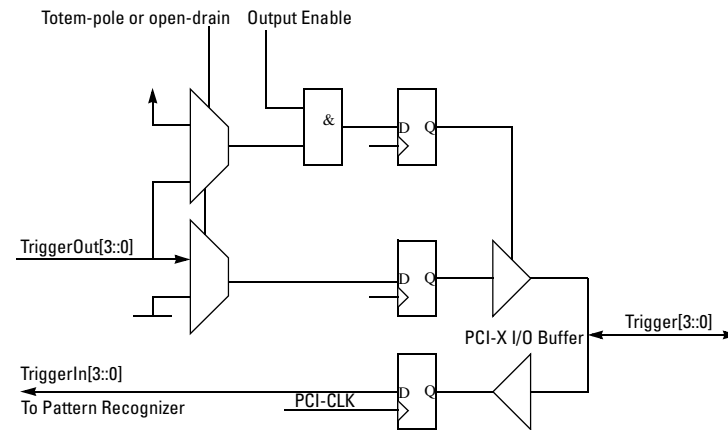 Totem-pole or open-drain
Output Enable
&
D Q
TriggerOut[3::0]
D Q
Trigger[3::0]
PCI-X I/O Buffer
TriggerIn[3::0]
D Q
PCI-CLK
To Pattern Recognizer